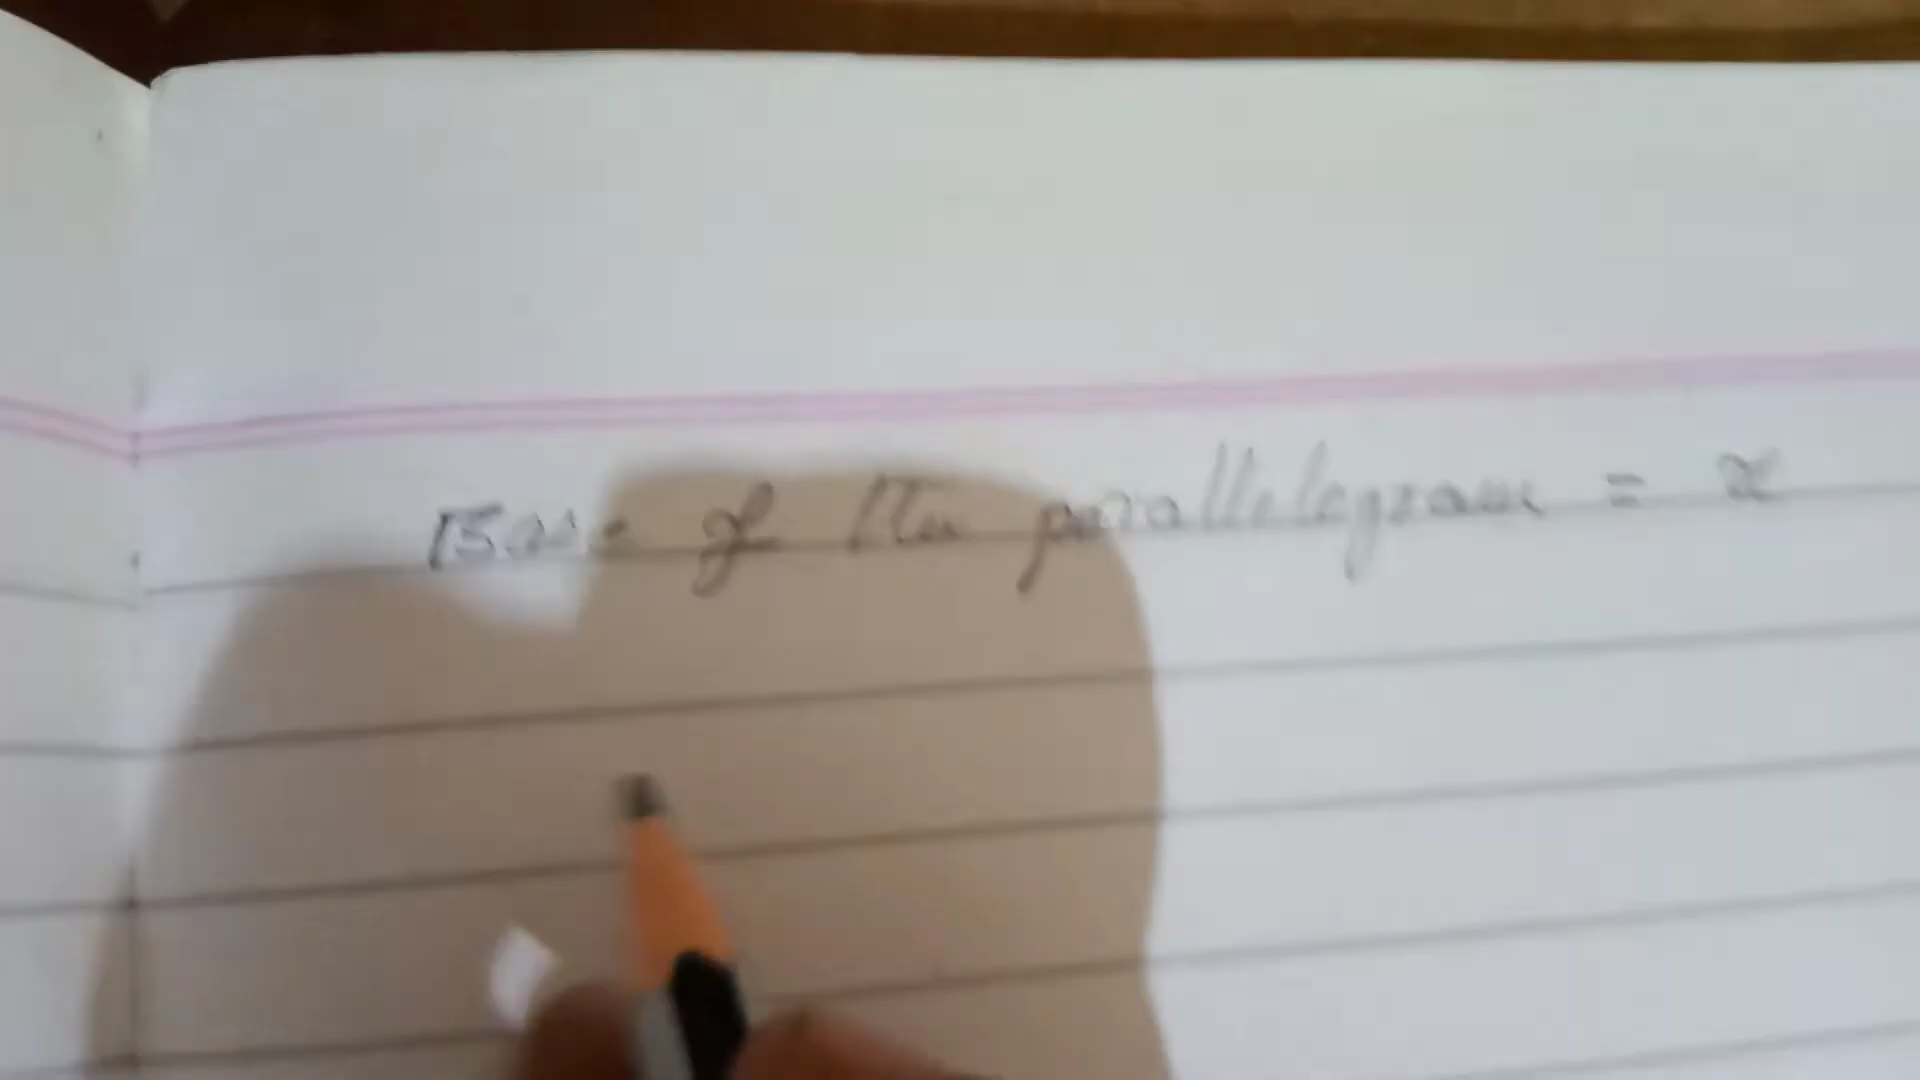 Base of the parallelogram = x